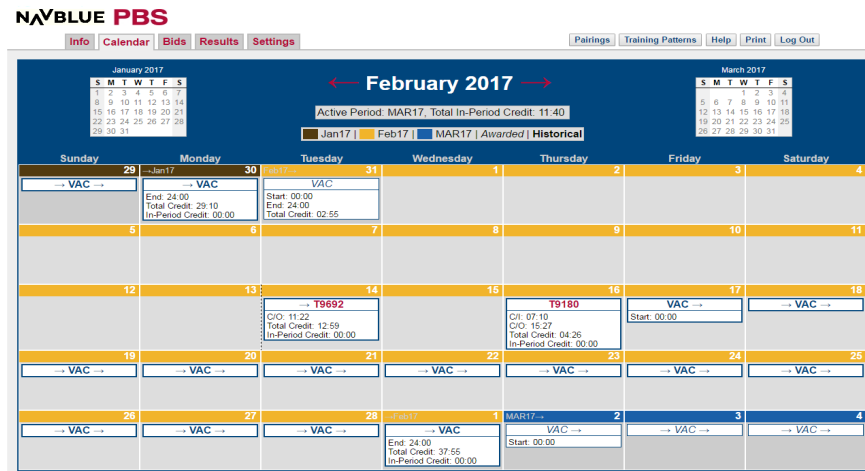 NAVBLUE PBS
Info Calendar Bids Results Settings
Pairings Training Patterns Help Print Log Out
January 2017
S M T W T F S
1 2 3 4 5 6 7
8 9 10 11 12 13 14
15 16 17 18 19 20 21
22 23 24 25 26 27 28
29 30 31
← February 2017 →
Active Period: MAR17, Total In-Period Credit: 11:40
Jan17 | Feb17 | MAR17 | Awarded | Historical
March 2017
S M T W T F S
1 2 3 4
5 6 7 8 9 10 11
12 13 14 15 16 17 18
19 20 21 22 23 24 25
26 27 28 29 30 31
Sunday Monday Tuesday Wednesday Thursday Friday Saturday
29 →Jan17 30 Feb17→ 31 1 2 3 4
→ VAC → → VAC VAC
End: 24:00 Start: 00:00
Total Credit: 29:10 End: 24:00
In-Period Credit: 00:00 Total Credit: 02:55
5 6 7 8 9 10 11
12 13 14 15 16 17 18
→ T9692 T9180 VAC → → VAC →
C/O: 11:22 C/I: 07:10 Start: 00:00
Total Credit: 12:59 C/O: 15:27
In-Period Credit: 00:00 Total Credit: 04:26
In-Period Credit: 00:00
19 20 21 22 23 24 25
→ VAC → → VAC → → VAC → → VAC → → VAC → → VAC → → VAC →
26 27 28 →Feb17 1 MAR17→ 2 3 4
→ VAC → → VAC → → VAC → → VAC VAC → → VAC → → VAC →
End: 24:00 Start: 00:00
Total Credit: 37:55
In-Period Credit: 00:00